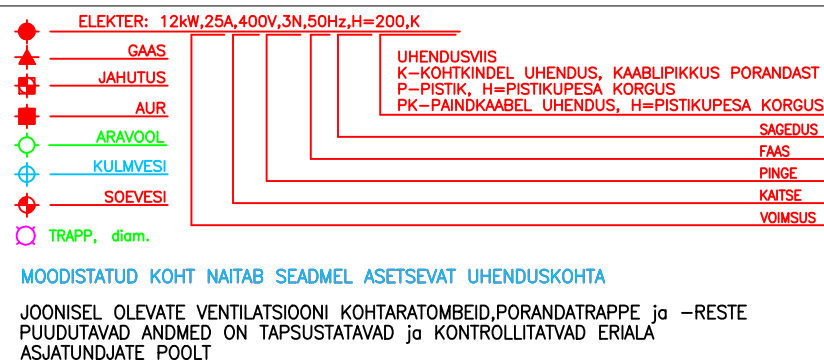 ELEKTER: 12kW,25A,400V,3N,50Hz,H=200,K
GAAS
JAHUTUS
AUR
ARAVOOL
KULMVESI
SOEVESI
TRAPP, diam.
UHENDUSVIIS
K-KOHTKINDEL UHENDUS, KAABLIPIKKUS PORANDAST
P-PISTIK, H=PISTIKUPESA KORGUS
PK-PAINDKAABEL UHENDUS, H=PISTIKUPESA KORGUS
SAGEDUS
FAAS
PINGE
KAITSE
VOIMSUS
MOODISTATUD KOHT NAITAB SEADMEL ASETSEVAT UHENDUSKOHTA
JOONISEL OLEVATE VENTILATSIOONI KOHTARATOMBEID,PORANDATRAPPE ja -RESTE
PUUDUTAVAD ANDMED ON TAPSUSTATAVAD ja KONTROLLITATVAD ERIALA
ASJATUNDJATE POOLT